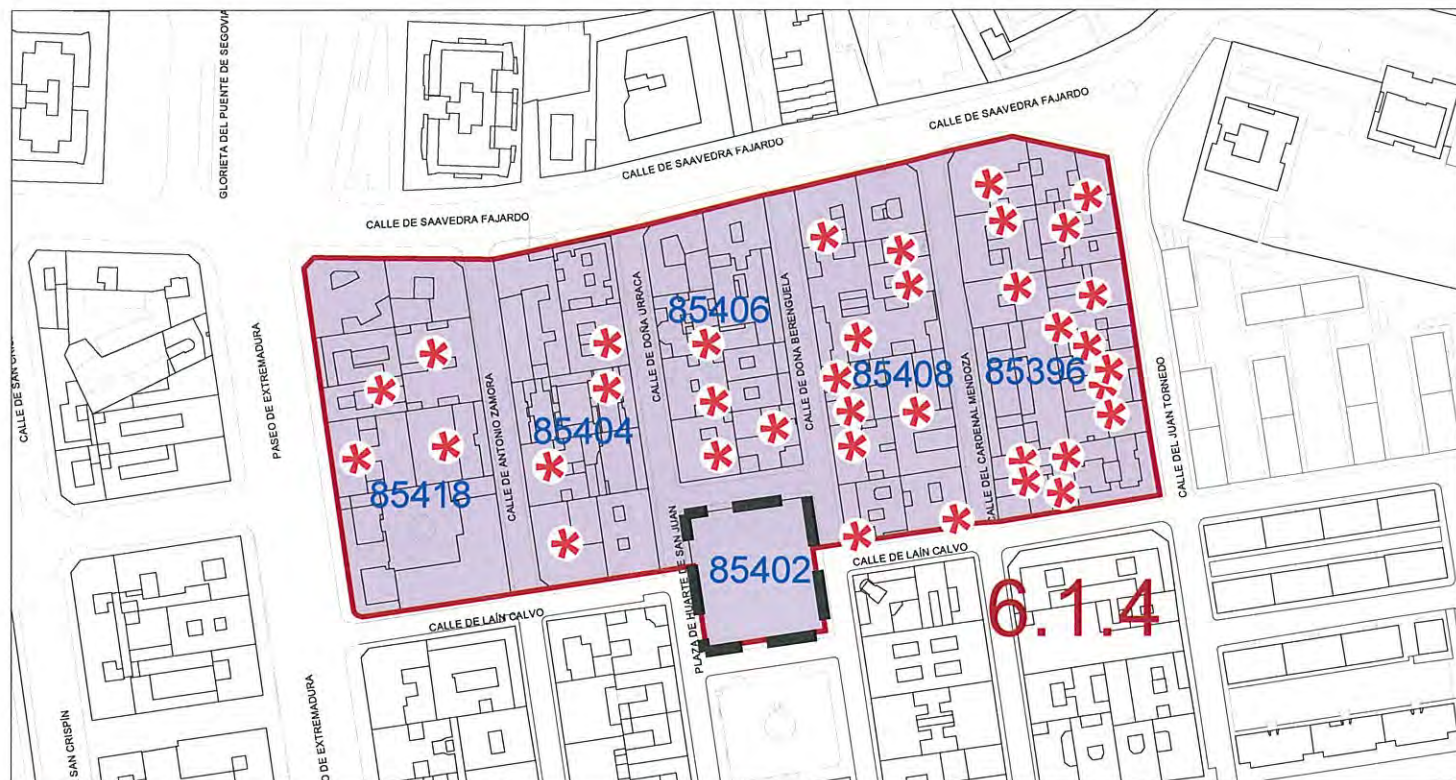 GLORIETA DEL PUENTE DE SEGOVIA
CALLE DE SAAVEDRA FAJARDO
CALLE DE SAAVEDRA FAJARDO
CALLE DE SAAVEDRA FAJARDO
CALLE DE SAN CRI
PASEO DE EXTREMADURA
CALLE DE ANTONIO ZAMORA
CALLE DE DOÑA URRACA
CALLE DE DOÑA BERENGUELA
CALLE DEL CARDENAL MENDOZA
CALLE DEL JUAN TORNEDO
85406
85408
85396
85404
85418
85402
PLAZA DE HUARTE DE SAN JUAN
CALLE DE LAÍN CALVO
CALLE DE LAÍN CALVO
6.1.4
SAN CRISPÍN
O DE EXTREMADURA